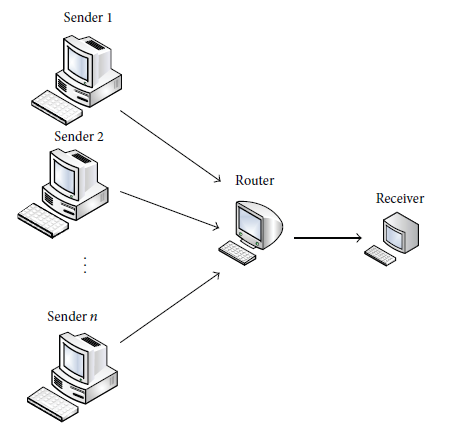 Sender 1
Sender 2
Router
Receiver
⋮
Sender n